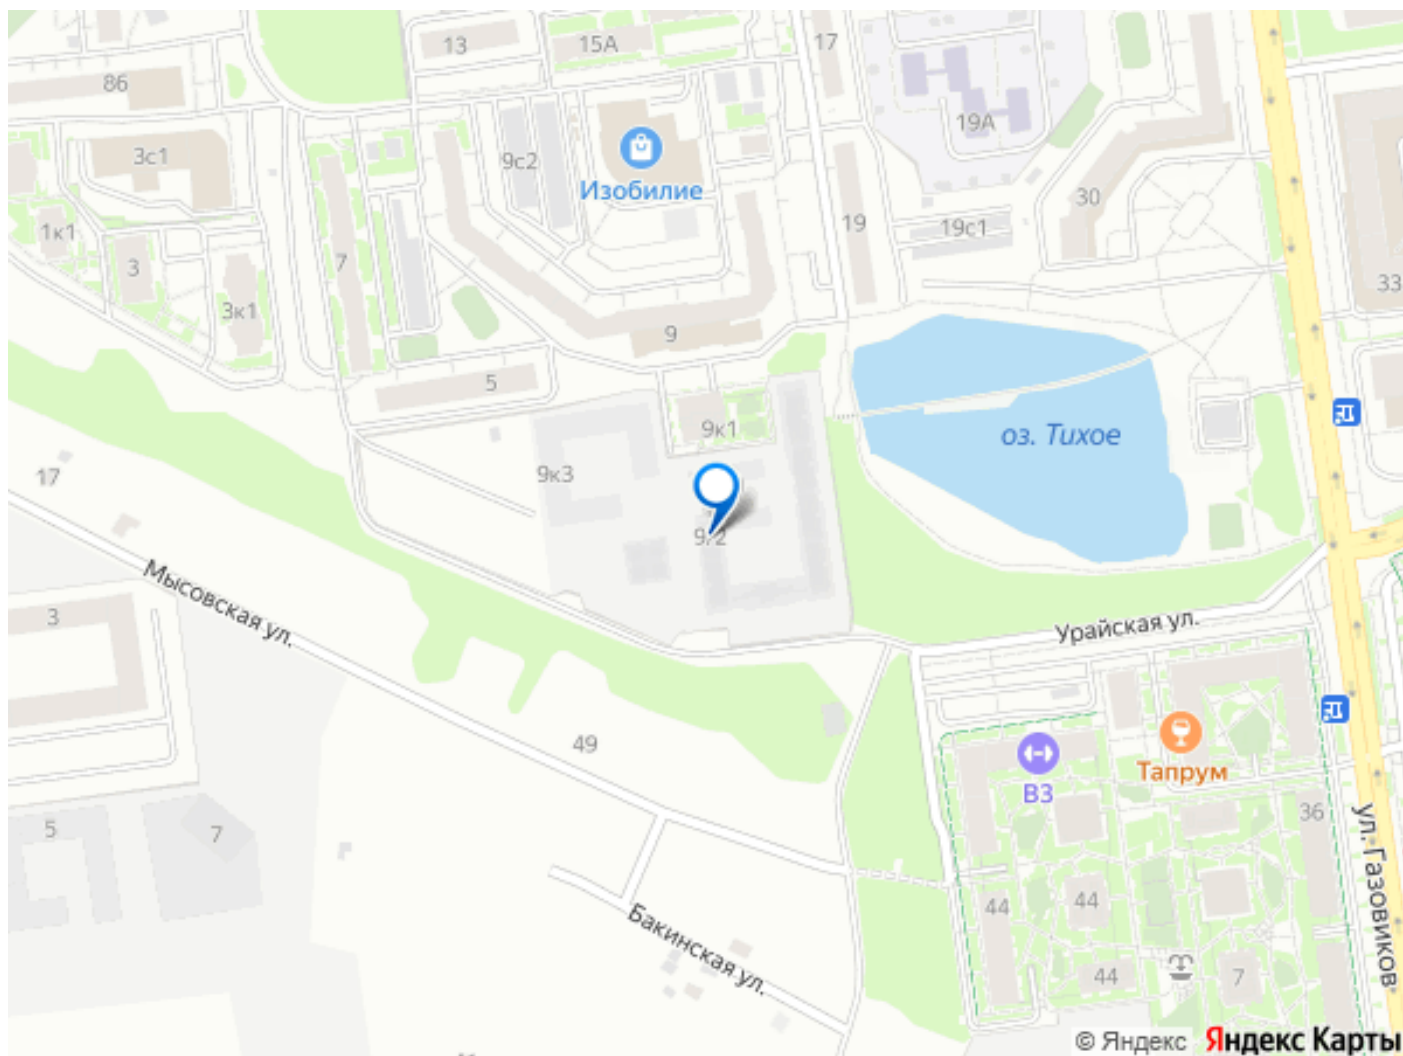 13
15А
17
86
3с1
9с2
Изобилие
19А
30
1к1
3
7
3к1
19
19с1
33
9
5
9к1
оз. Тихое
9к3
17
Мысовская ул.
3
Урайская ул.
49
В3
Тапрум
36
5
7
ул. Газовиков
44
44
Бакинская ул.
44
7
© Яндекс
Яндекс Карты